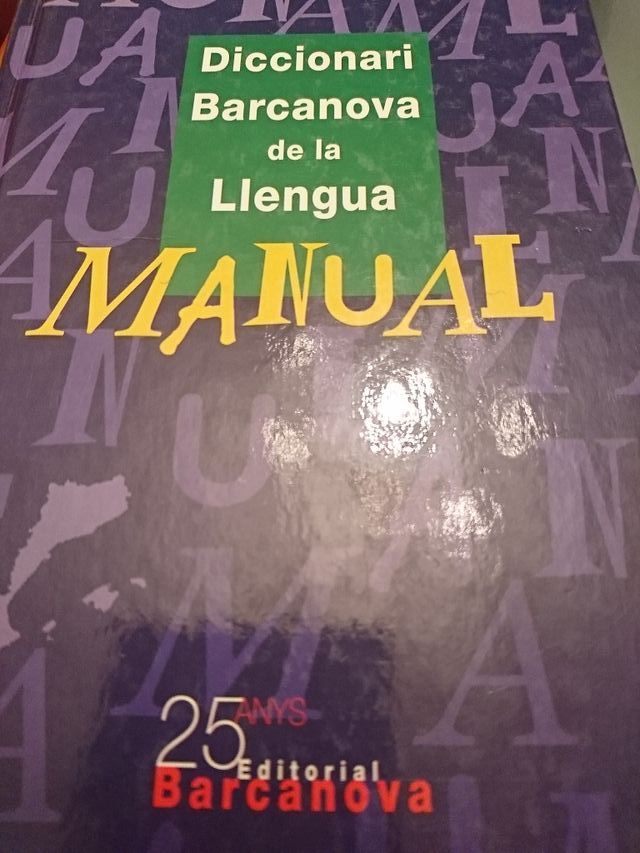 Diccionari
Barcanova
de la
Llengua
MANUAL
25 ANYS
Editorial
Barcanova